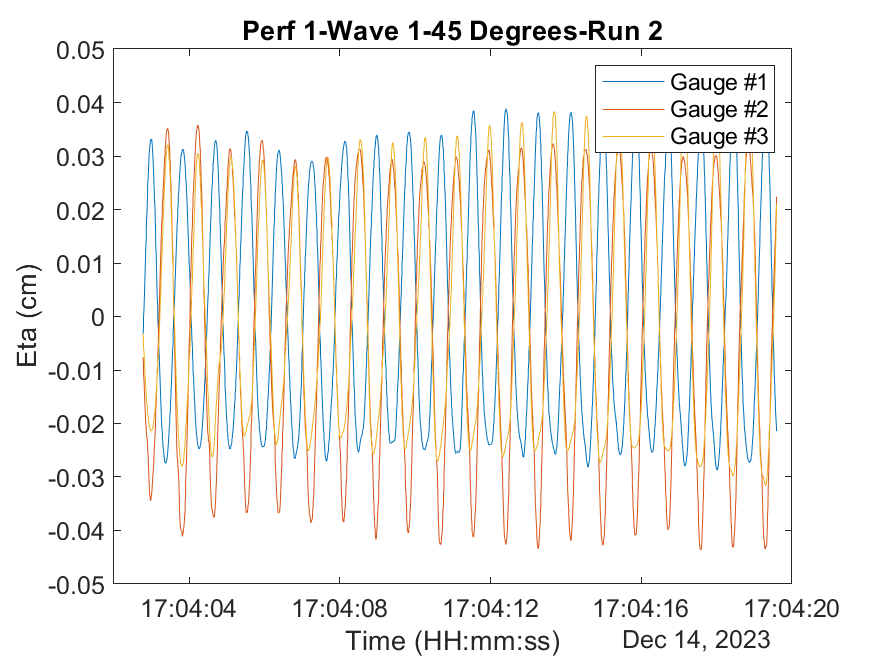 Perf 1-Wave 1-45 Degrees-Run 2
Gauge #1
Gauge #2
Gauge #3
Eta (cm)
0.05
0.04
0.03
0.02
0.01
0
-0.01
-0.02
-0.03
-0.04
-0.05
17:04:04 17:04:08 17:04:12 17:04:16 17:04:20
Time (HH:mm:ss)
Dec 14, 2023